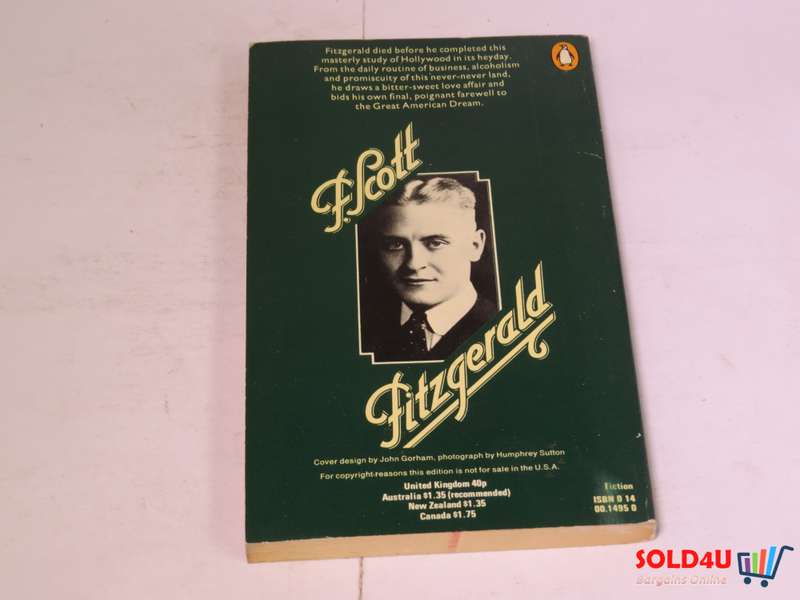 Fitzgerald died before he completed this
masterly study of Hollywood in its heyday.
From the daily routine of business, alcoholism
and promiscuity of this never-never land,
he draws a bitter-sweet love affair and
bids his own final, poignant farewell to
the Great American Dream.
F. Scott
Fitzgerald
Cover design by John Gorham, photograph by Humphrey Sutton
For copyright reasons this edition is not for sale in the U.S.A.
United Kingdom 40p
Australia $1.35 (recommended)
New Zealand $1.35
Canada $1.75
Fiction
ISBN 0 14
00.1495 0
SOLD4U
Bargains Online